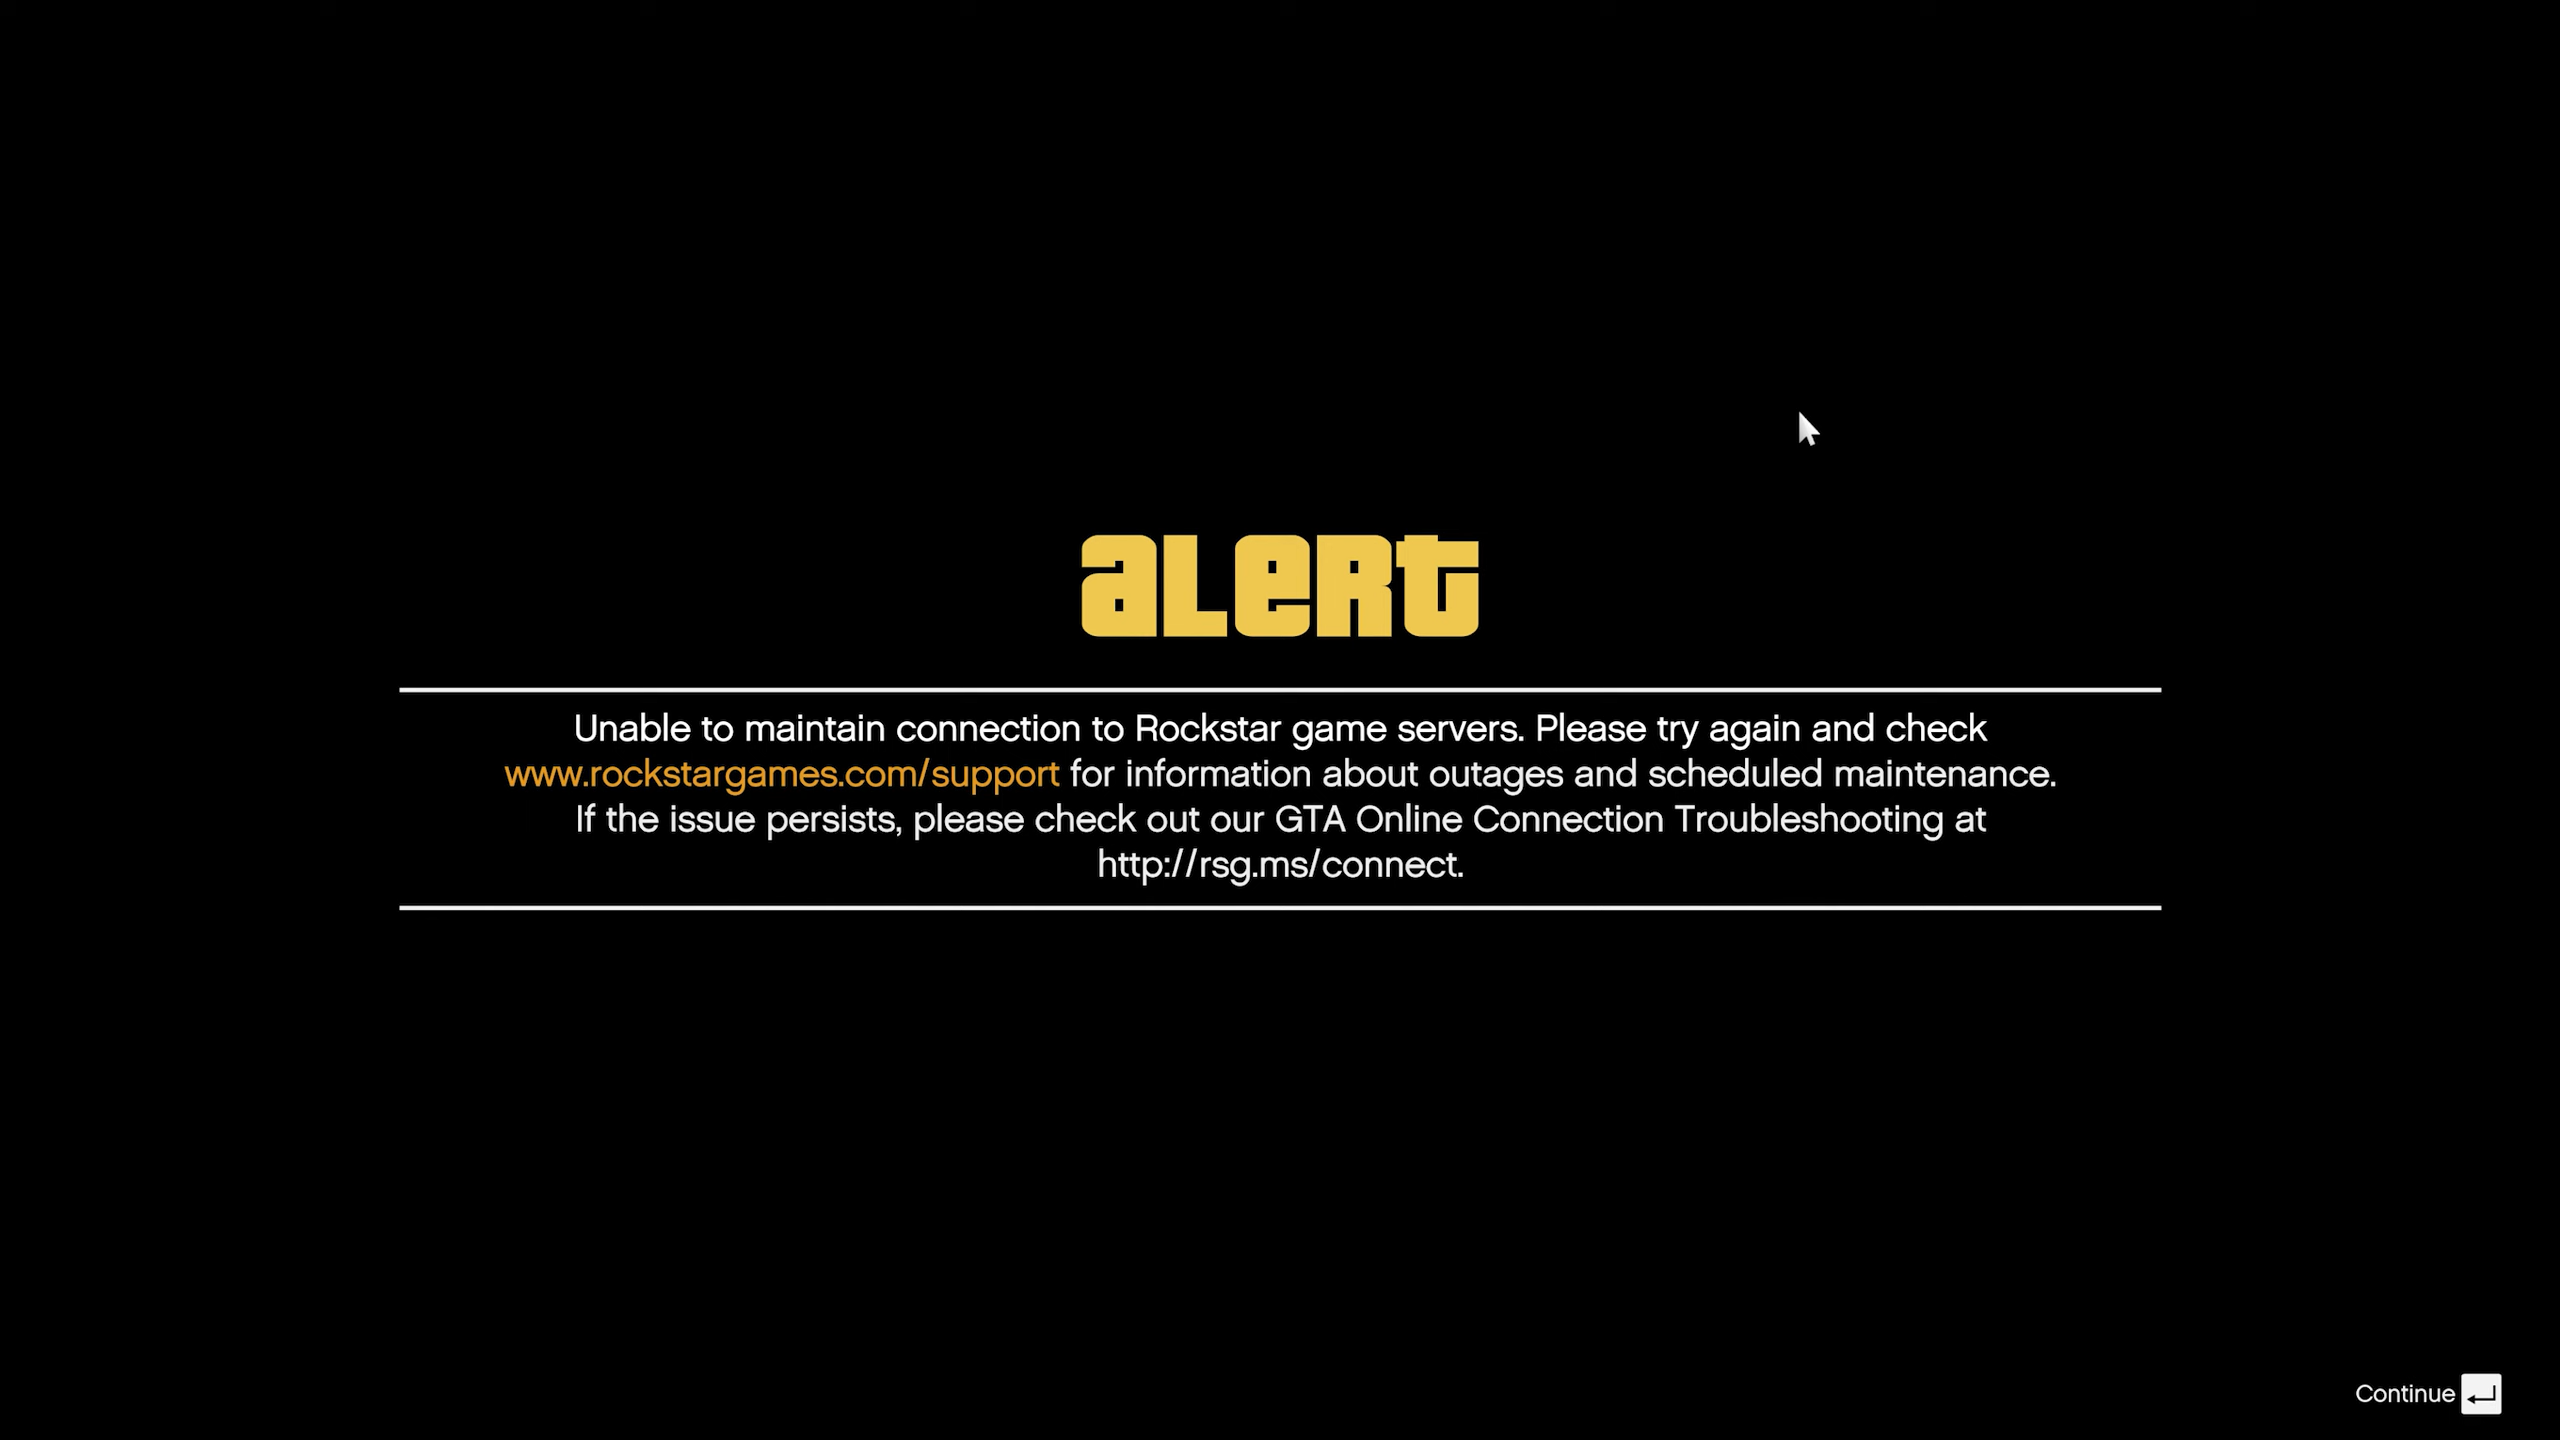 alert
Unable to maintain connection to Rockstar game servers. Please try again and check
www.rockstargames.com/support for information about outages and scheduled maintenance.
If the issue persists, please check out our GTA Online Connection Troubleshooting at
http://rsg.ms/connect.
Continue